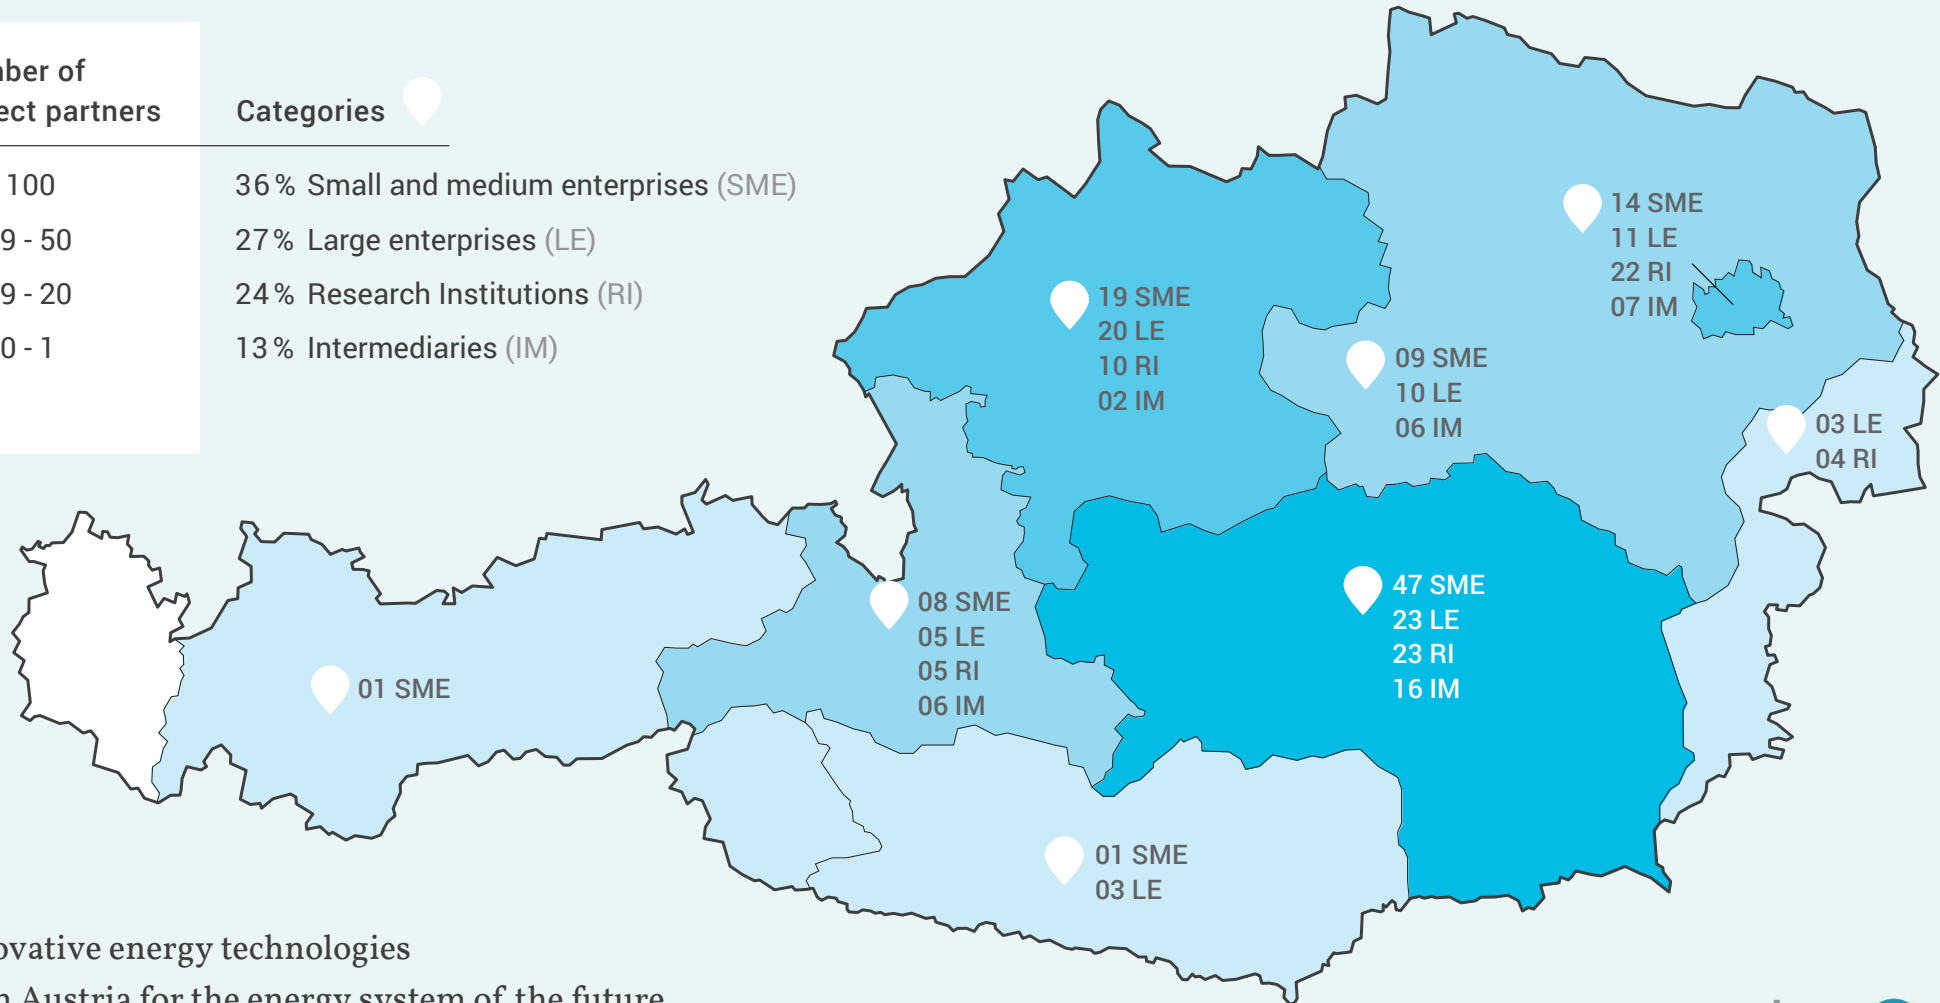 ber of
ect partners
Categories
100
9 - 50
9 - 20
0 - 1
36 % Small and medium enterprises (SME)
27 % Large enterprises (LE)
24 % Research Institutions (RI)
13 % Intermediaries (IM)
14 SME
11 LE
22 RI
07 IM
19 SME
20 LE
10 RI
02 IM
09 SME
10 LE
06 IM
03 LE
04 RI
47 SME
23 LE
23 RI
16 IM
08 SME
05 LE
05 RI
06 IM
01 SME
01 SME
03 LE
ovative energy technologies
n Austria for the energy system of the future